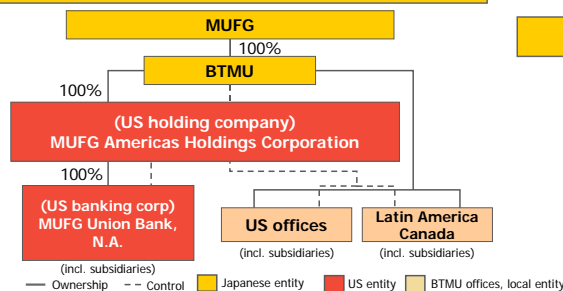 MUFG
100%
BTMU
100%
(US holding company)
MUFG Americas Holdings Corporation
100%
(US banking corp)
MUFG Union Bank,
N.A.
(incl. subsidiaries)
US offices
(incl. subsidiaries)
Latin America
Canada
(incl. subsidiaries)
Ownership
Control
Japanese entity
US entity
BTMU offices, local entity